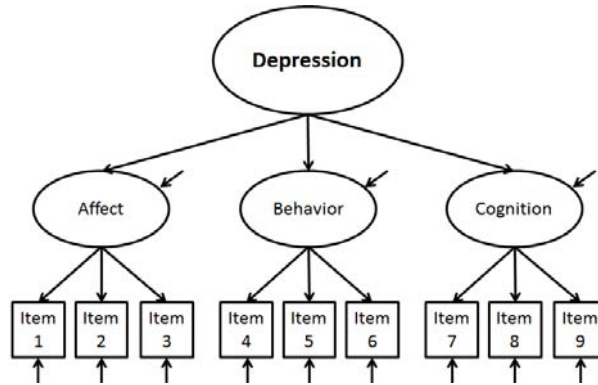 Depression
Affect
Behavior
Cognition
Item
1
Item
2
Item
3
Item
4
Item
5
Item
6
Item
7
Item
8
Item
9